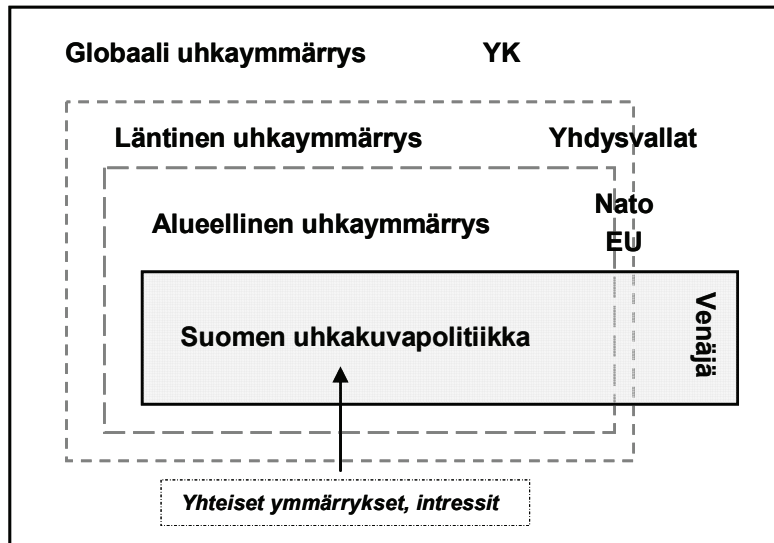 Globaali uhkaymmärrys YK
Läntinen uhkaymmärrys Yhdysvallat
Alueellinen uhkaymmärrys Nato
EU
Suomen uhkakuvapolitiikka Venäjä
Yhteiset ymmärrykset, intressit